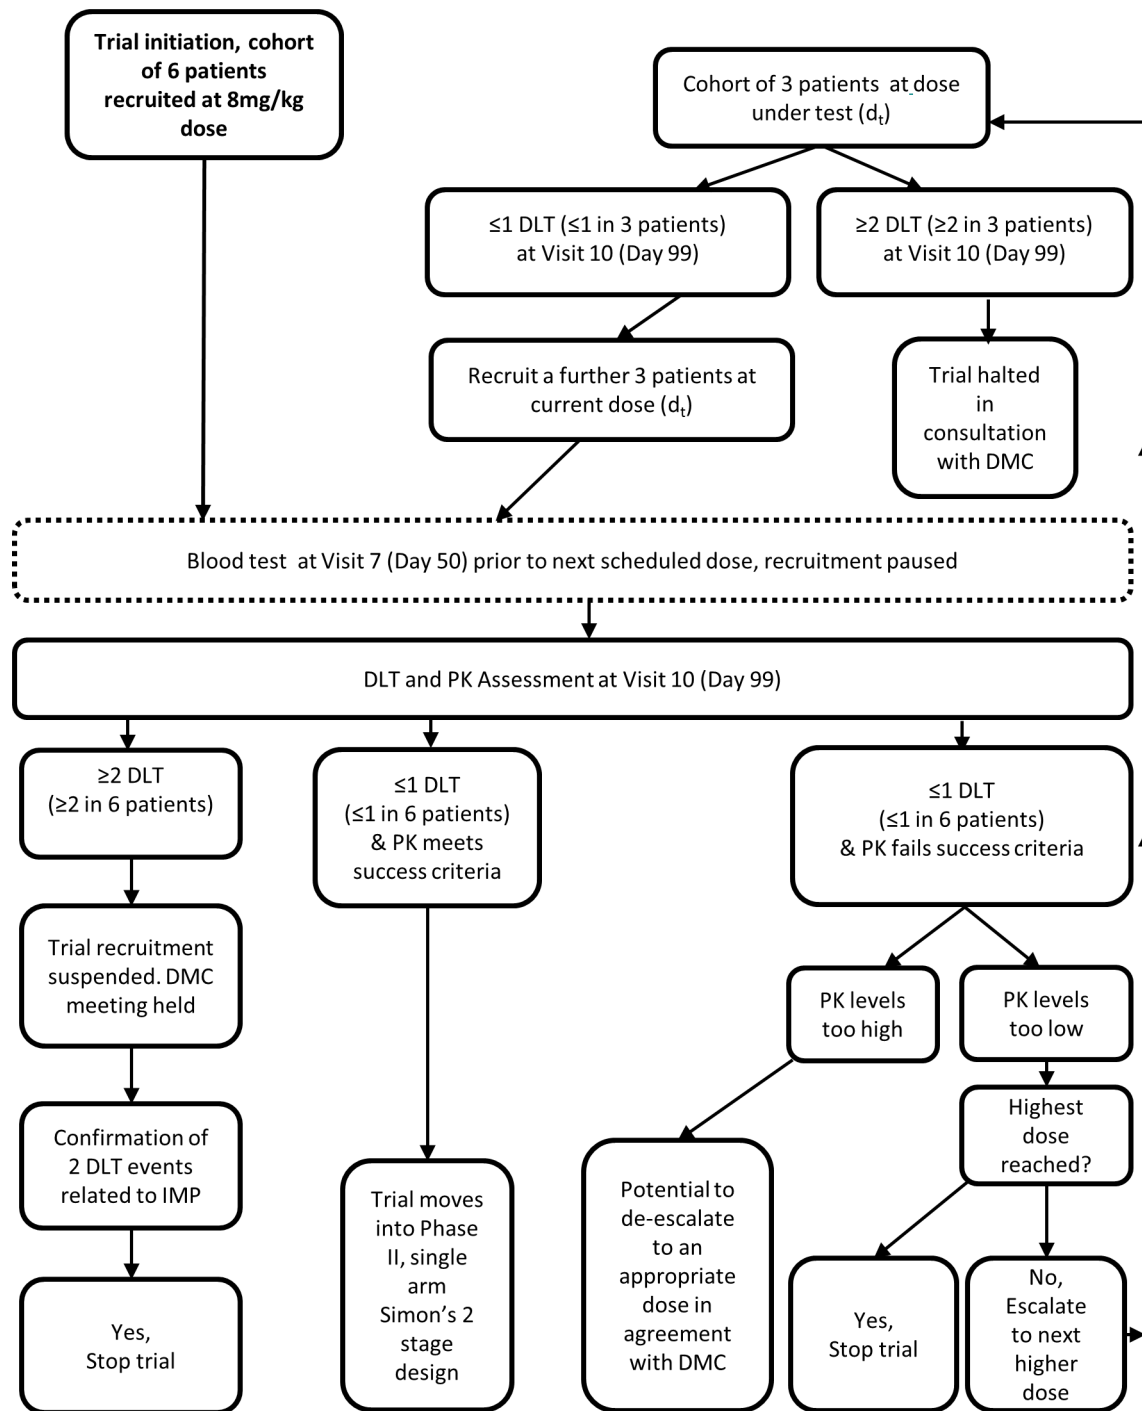 Trial initiation, cohort
of 6 patients
recruited at 8mg/kg
dose
Cohort of 3 patients at dose
under test (dₜ)
≤1 DLT (≤1 in 3 patients)
at Visit 10 (Day 99)
≥2 DLT (≥2 in 3 patients)
at Visit 10 (Day 99)
Recruit a further 3 patients at
current dose (dₜ)
Trial halted
in
consultation
with DMC
Blood test at Visit 7 (Day 50) prior to next scheduled dose, recruitment paused
DLT and PK Assessment at Visit 10 (Day 99)
≥2 DLT
(≥2 in 6 patients)
≤1 DLT
(≤1 in 6 patients)
& PK meets
success criteria
≤1 DLT
(≤1 in 6 patients)
& PK fails success criteria
Trial recruitment
suspended. DMC
meeting held
PK levels
too high
PK levels
too low
Confirmation of
2 DLT events
related to IMP
Highest
dose
reached?
Trial moves
into Phase
II, single
arm
Simon’s 2
stage
design
Potential to
de-escalate
to an
appropriate
dose in
agreement
with DMC
Yes,
Stop trial
Yes,
Stop trial
No,
Escalate
to next
higher
dose